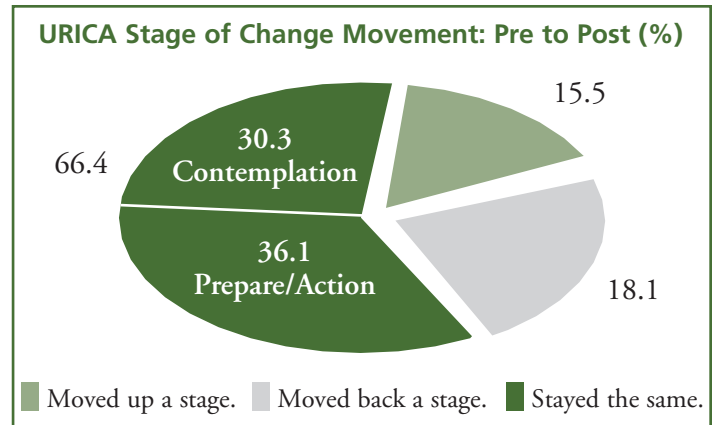 URICA Stage of Change Movement: Pre to Post (%)
15.5
30.3
Contemplation
66.4
36.1
Prepare/Action
18.1
Moved up a stage. Moved back a stage. Stayed the same.